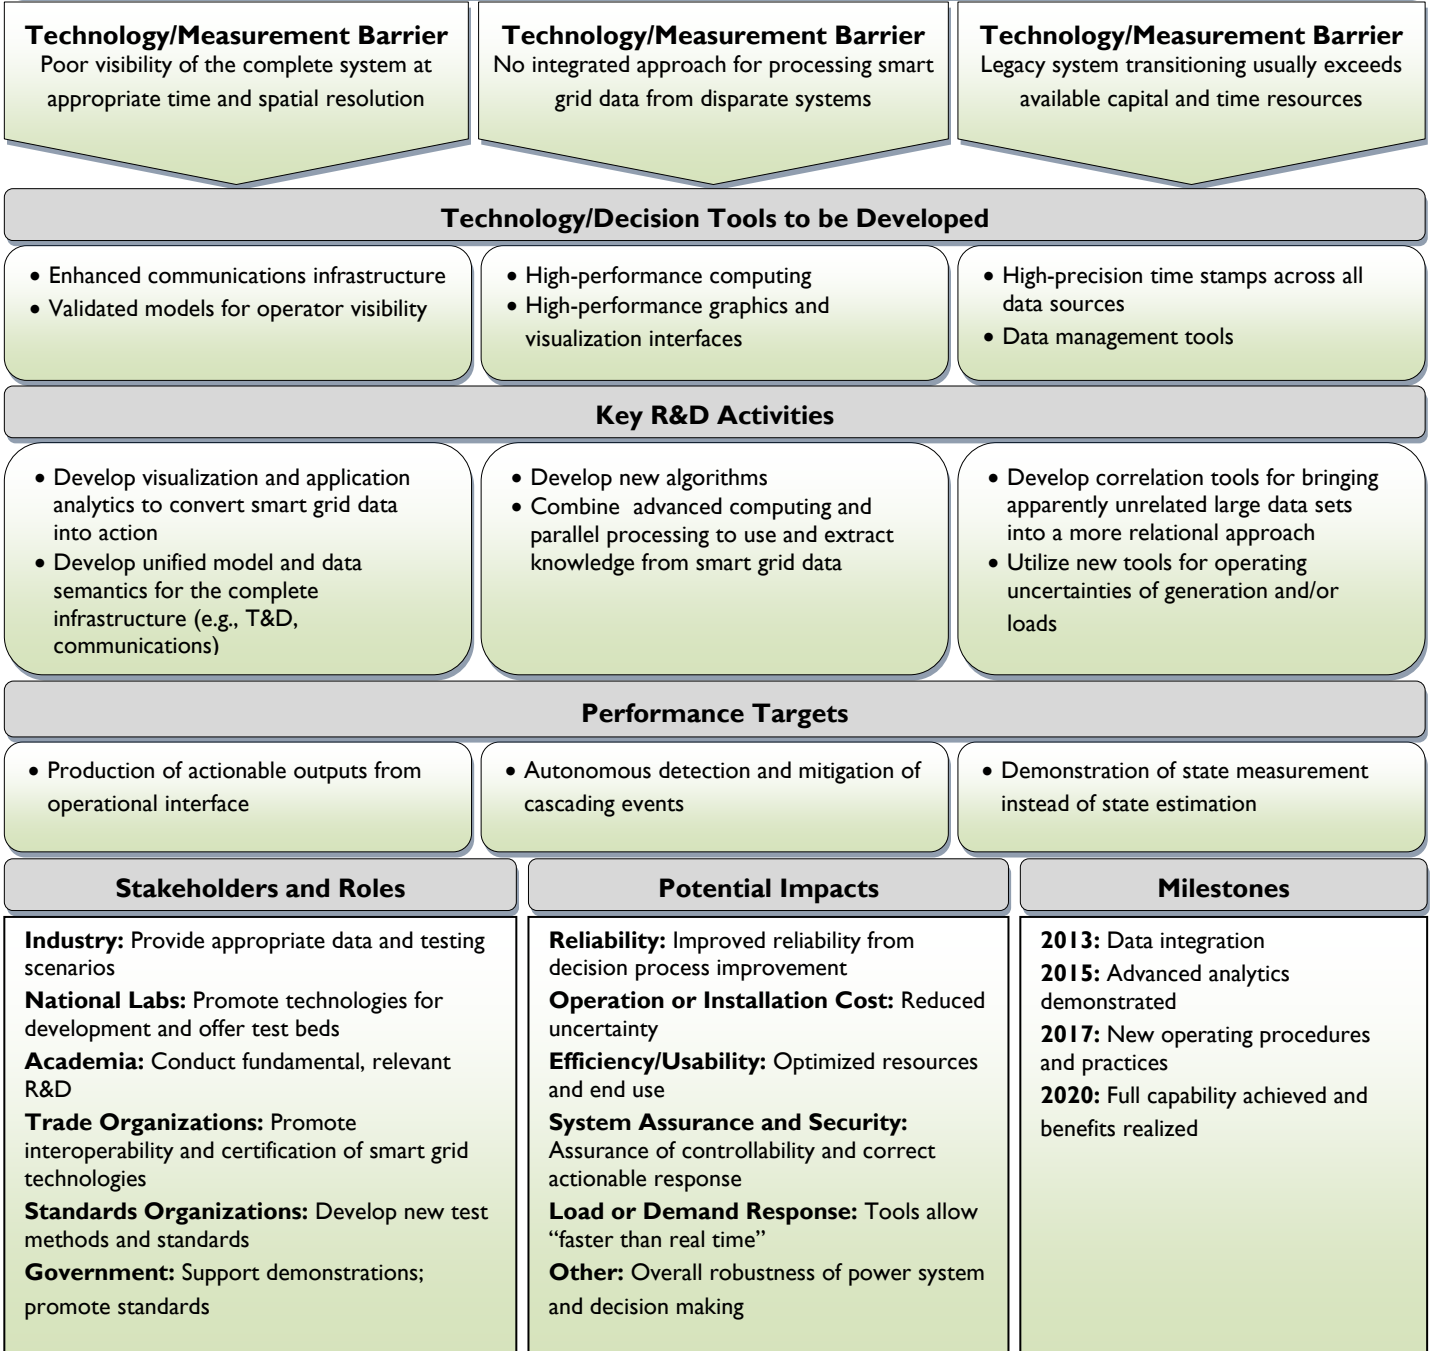 Technology/Measurement Barrier
Poor visibility of the complete system at
appropriate time and spatial resolution
Technology/Measurement Barrier
No integrated approach for processing smart
grid data from disparate systems
Technology/Measurement Barrier
Legacy system transitioning usually exceeds
available capital and time resources
Technology/Decision Tools to be Developed
• Enhanced communications infrastructure
• Validated models for operator visibility
• High-performance computing
• High-performance graphics and
visualization interfaces
• High-precision time stamps across all
data sources
• Data management tools
Key R&D Activities
• Develop visualization and application
analytics to convert smart grid data
into action
• Develop unified model and data
semantics for the complete
infrastructure (e.g., T&D,
communications)
• Develop new algorithms
• Combine advanced computing and
parallel processing to use and extract
knowledge from smart grid data
• Develop correlation tools for bringing
apparently unrelated large data sets
into a more relational approach
• Utilize new tools for operating
uncertainties of generation and/or
loads
Performance Targets
• Production of actionable outputs from
operational interface
• Autonomous detection and mitigation of
cascading events
• Demonstration of state measurement
instead of state estimation
Stakeholders and Roles
Industry: Provide appropriate data and testing
scenarios
National Labs: Promote technologies for
development and offer test beds
Academia: Conduct fundamental, relevant
R&D
Trade Organizations: Promote
interoperability and certification of smart grid
technologies
Standards Organizations: Develop new test
methods and standards
Government: Support demonstrations;
promote standards
Potential Impacts
Reliability: Improved reliability from
decision process improvement
Operation or Installation Cost: Reduced
uncertainty
Efficiency/Usability: Optimized resources
and end use
System Assurance and Security:
Assurance of controllability and correct
actionable response
Load or Demand Response: Tools allow
“faster than real time”
Other: Overall robustness of power system
and decision making
Milestones
2013: Data integration
2015: Advanced analytics
demonstrated
2017: New operating procedures
and practices
2020: Full capability achieved and
benefits realized